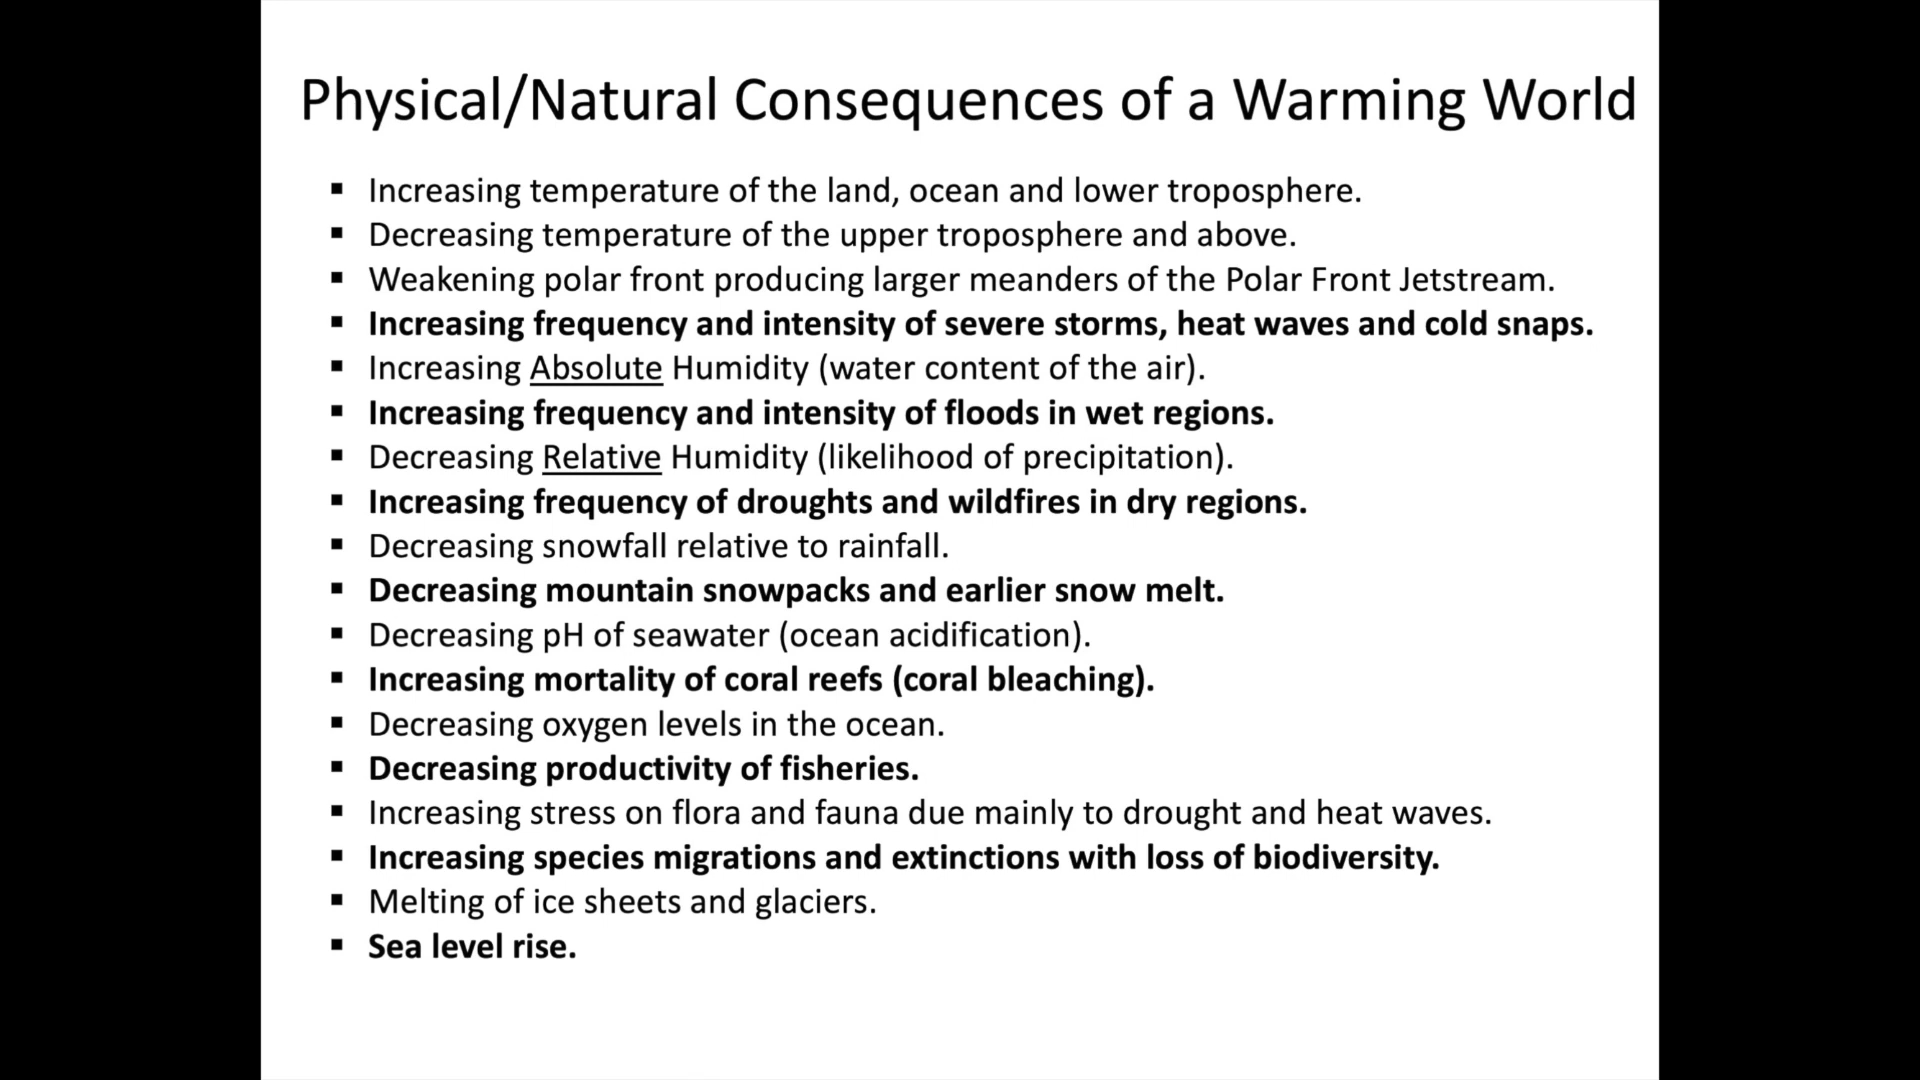 Physical/Natural Consequences of a Warming World
▪ Increasing temperature of the land, ocean and lower troposphere.
▪ Decreasing temperature of the upper troposphere and above.
▪ Weakening polar front producing larger meanders of the Polar Front Jetstream.
▪ Increasing frequency and intensity of severe storms, heat waves and cold snaps.
▪ Increasing Absolute Humidity (water content of the air).
▪ Increasing frequency and intensity of floods in wet regions.
▪ Decreasing Relative Humidity (likelihood of precipitation).
▪ Increasing frequency of droughts and wildfires in dry regions.
▪ Decreasing snowfall relative to rainfall.
▪ Decreasing mountain snowpacks and earlier snow melt.
▪ Decreasing pH of seawater (ocean acidification).
▪ Increasing mortality of coral reefs (coral bleaching).
▪ Decreasing oxygen levels in the ocean.
▪ Decreasing productivity of fisheries.
▪ Increasing stress on flora and fauna due mainly to drought and heat waves.
▪ Increasing species migrations and extinctions with loss of biodiversity.
▪ Melting of ice sheets and glaciers.
▪ Sea level rise.